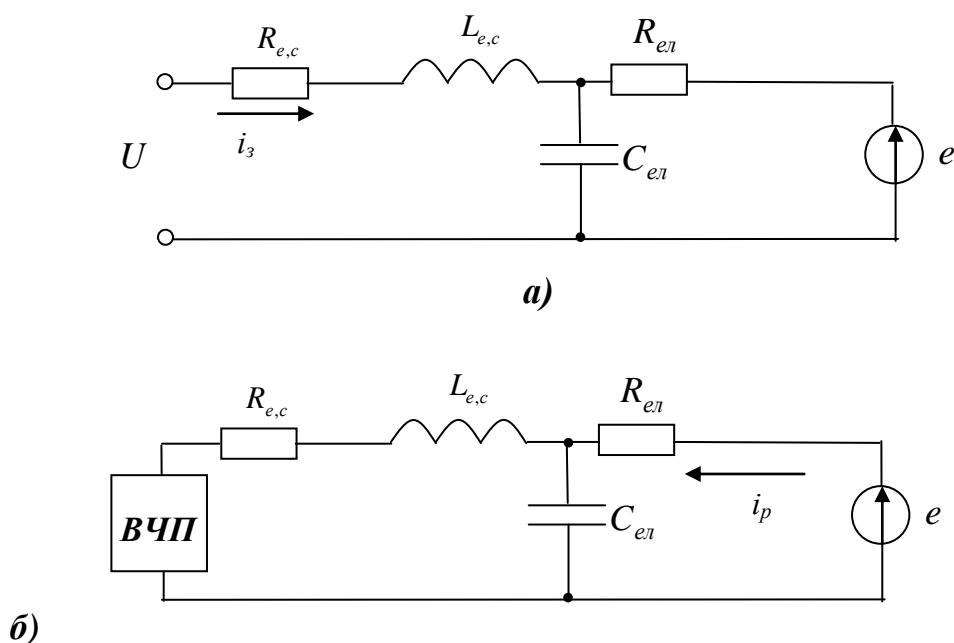 R_{e,c}
L_{e,c}
R_{ел}
i_з
U
C_{ел}
e
а)
R_{e,c}
L_{e,c}
R_{ел}
i_р
ВЧП
C_{ел}
e
б)